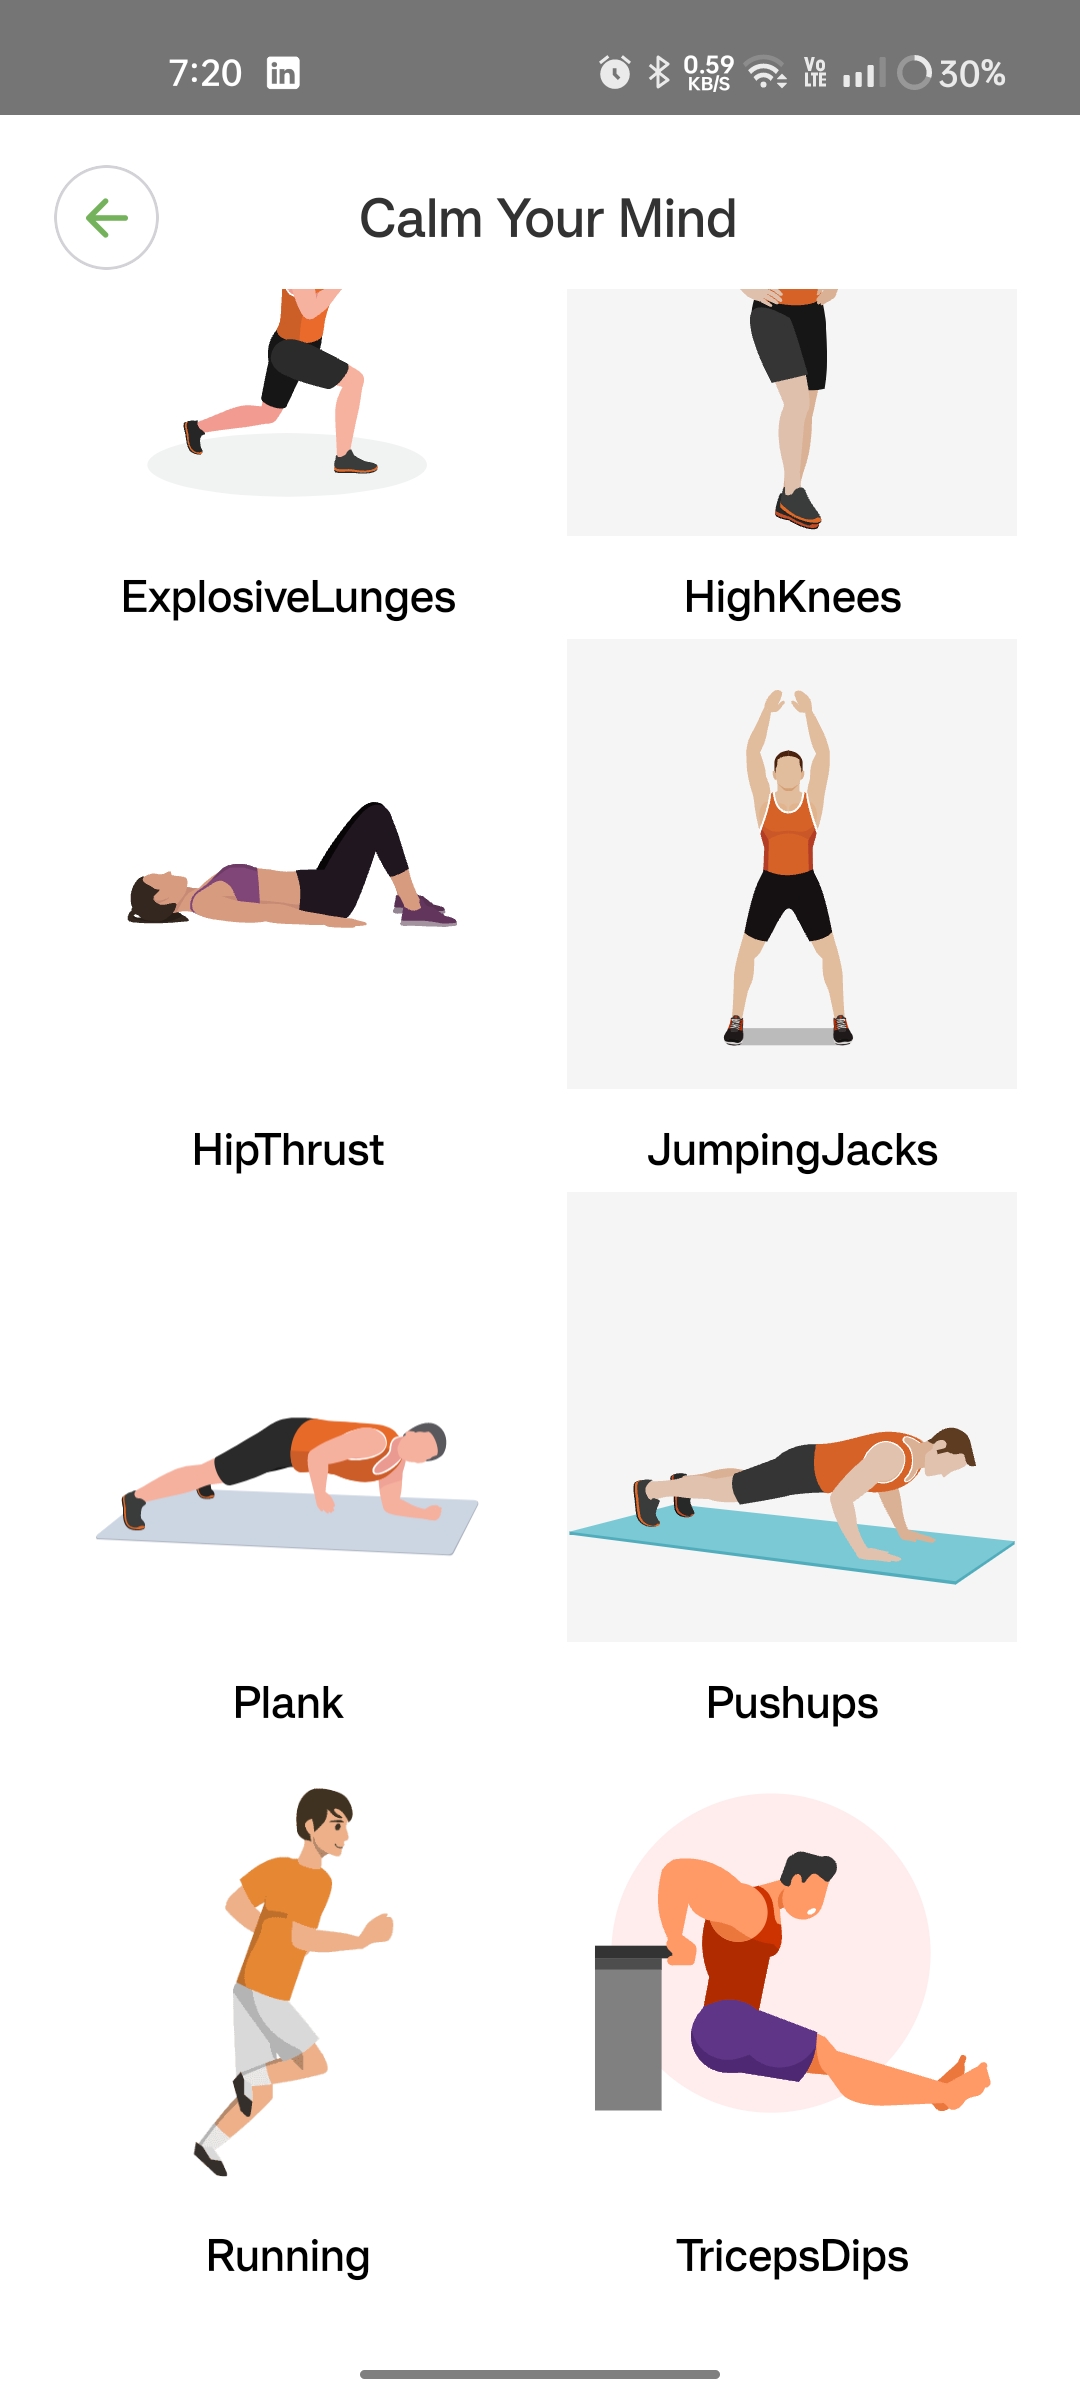 7:20 in 0.59 KB/S Vo LTE 30%
Calm Your Mind
ExplosiveLunges HighKnees
HipThrust JumpingJacks
Plank Pushups
Running TricepsDips